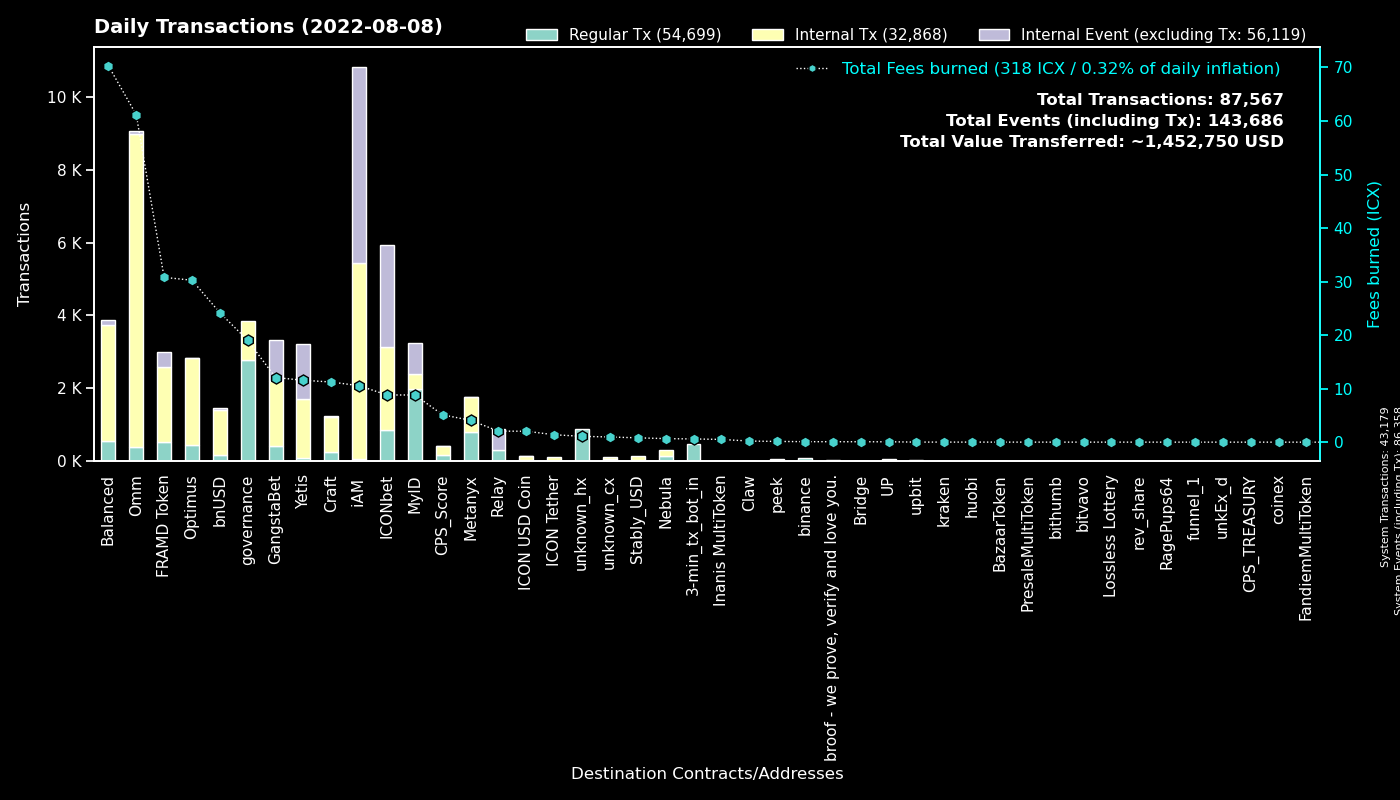 Daily Transactions (2022-08-08)
Regular Tx (54,699)
Internal Tx (32,868)
Internal Event (excluding Tx: 56,119)
Total Fees burned (318 ICX / 0.32% of daily inflation)
Total Transactions: 87,567
Total Events (including Tx): 143,686
Total Value Transferred: ~1,452,750 USD
Transactions
10 K
8 K
6 K
4 K
2 K
0 K
70
60
50
40
30
20
10
0
Fees burned (ICX)
Balanced
Omm
FRAMD Token
Optimus
bnUSD
governance
GangstaBet
Yetis
Craft
iAM
ICONbet
MyID
CPS_Score
Metanyx
Relay
ICON USD Coin
ICON Tether
unknown_hx
unknown_cx
Stably_USD
Nebula
3-min_tx_bot_in
Inanis MultiToken
Claw
peek
binance
broof - we prove, verify and love you.
Bridge
UP
upbit
kraken
huobi
BazaarToken
PresaleMultiToken
bithumb
bitvavo
Lossless Lottery
rev_share
RagePups64
funnel_1
unkEx_d
CPS_TREASURY
coinex
FandiemMultiToken
Destination Contracts/Addresses
System Transactions: 43,179
System Events (including Tx): 86,358